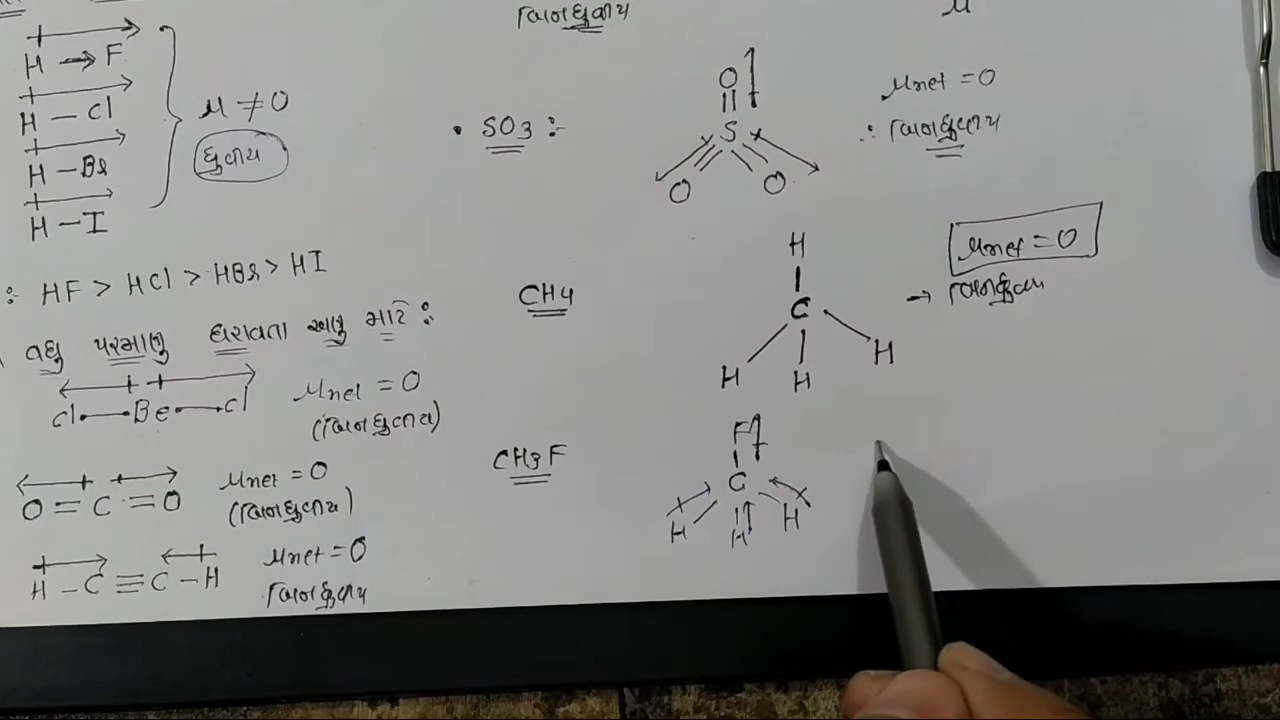 H → F
H – Cl
H – Br
H – I
μ ≠ 0
ધ્રુવીય
: HF > HCl > HBr > HI
વધુ પરમાણુ ધરાવતા અણુ માટે :
Cl — Be — Cl
μnet = 0
(બિનધ્રુવીય)
O = C = O
μnet = 0
(બિનધ્રુવીય)
H – C ≡ C – H
μnet = 0
બિનધ્રુવીય
બિનધ્રુવીય
μ
• SO3 :-
O
S
O O
μnet = 0
∴ બિનધ્રુવીય
CH4
H
C
H H H
μnet = 0
→ બિનધ્રુવીય
CH3F
F
C
H H H